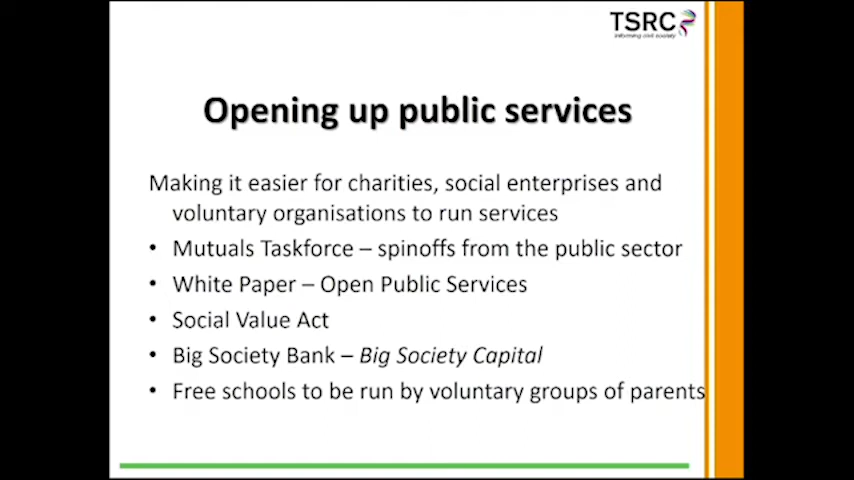 TSRC
informing civil society
Opening up public services
Making it easier for charities, social enterprises and
voluntary organisations to run services
• Mutuals Taskforce – spinoffs from the public sector
• White Paper – Open Public Services
• Social Value Act
• Big Society Bank – Big Society Capital
• Free schools to be run by voluntary groups of parents